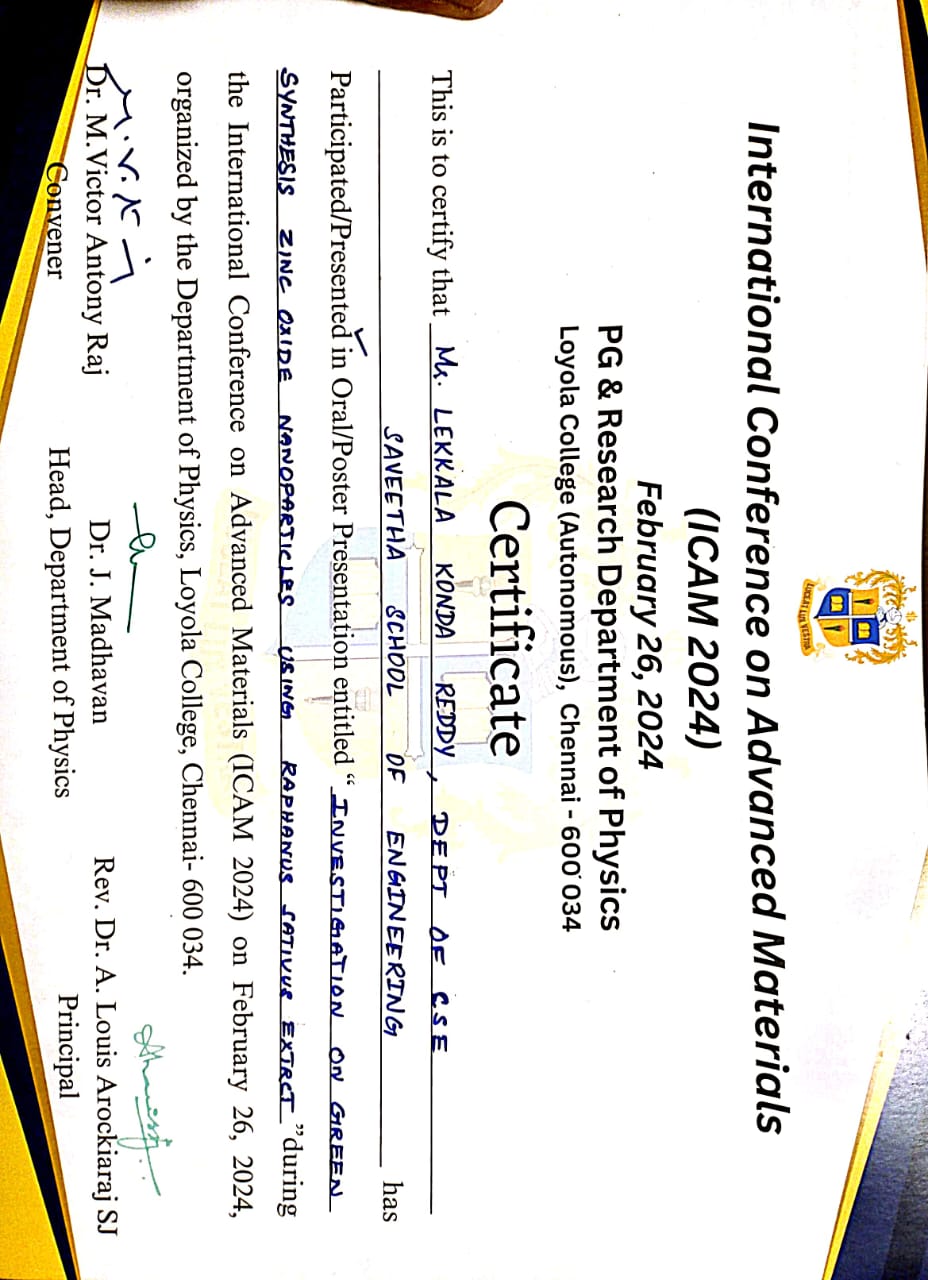 LUCEAT LUX VESTRA
International Conference on Advanced Materials
(ICAM 2024)
February 26, 2024
PG & Research Department of Physics
Loyola College (Autonomous), Chennai - 600 034
Certificate
This is to certify that Mr. LEKKALA KONDA REDDY, DEPT OF CSE
SAVEETHA SCHOOL OF ENGINEERING has
Participated/Presented in Oral/Poster Presentation entitled “INVESTIGATION ON GREEN
SYNTHESIS ZINC OXIDE NANOPARTICLES USING RAPHANUS SATIVUS EXTRCT” during
the International Conference on Advanced Materials (ICAM 2024) on February 26, 2024,
organized by the Department of Physics, Loyola College, Chennai- 600 034.
Dr. M.Victor Antony Raj Dr. J. Madhavan Rev. Dr. A. Louis Arockiaraj SJ
Convener Head, Department of Physics Principal